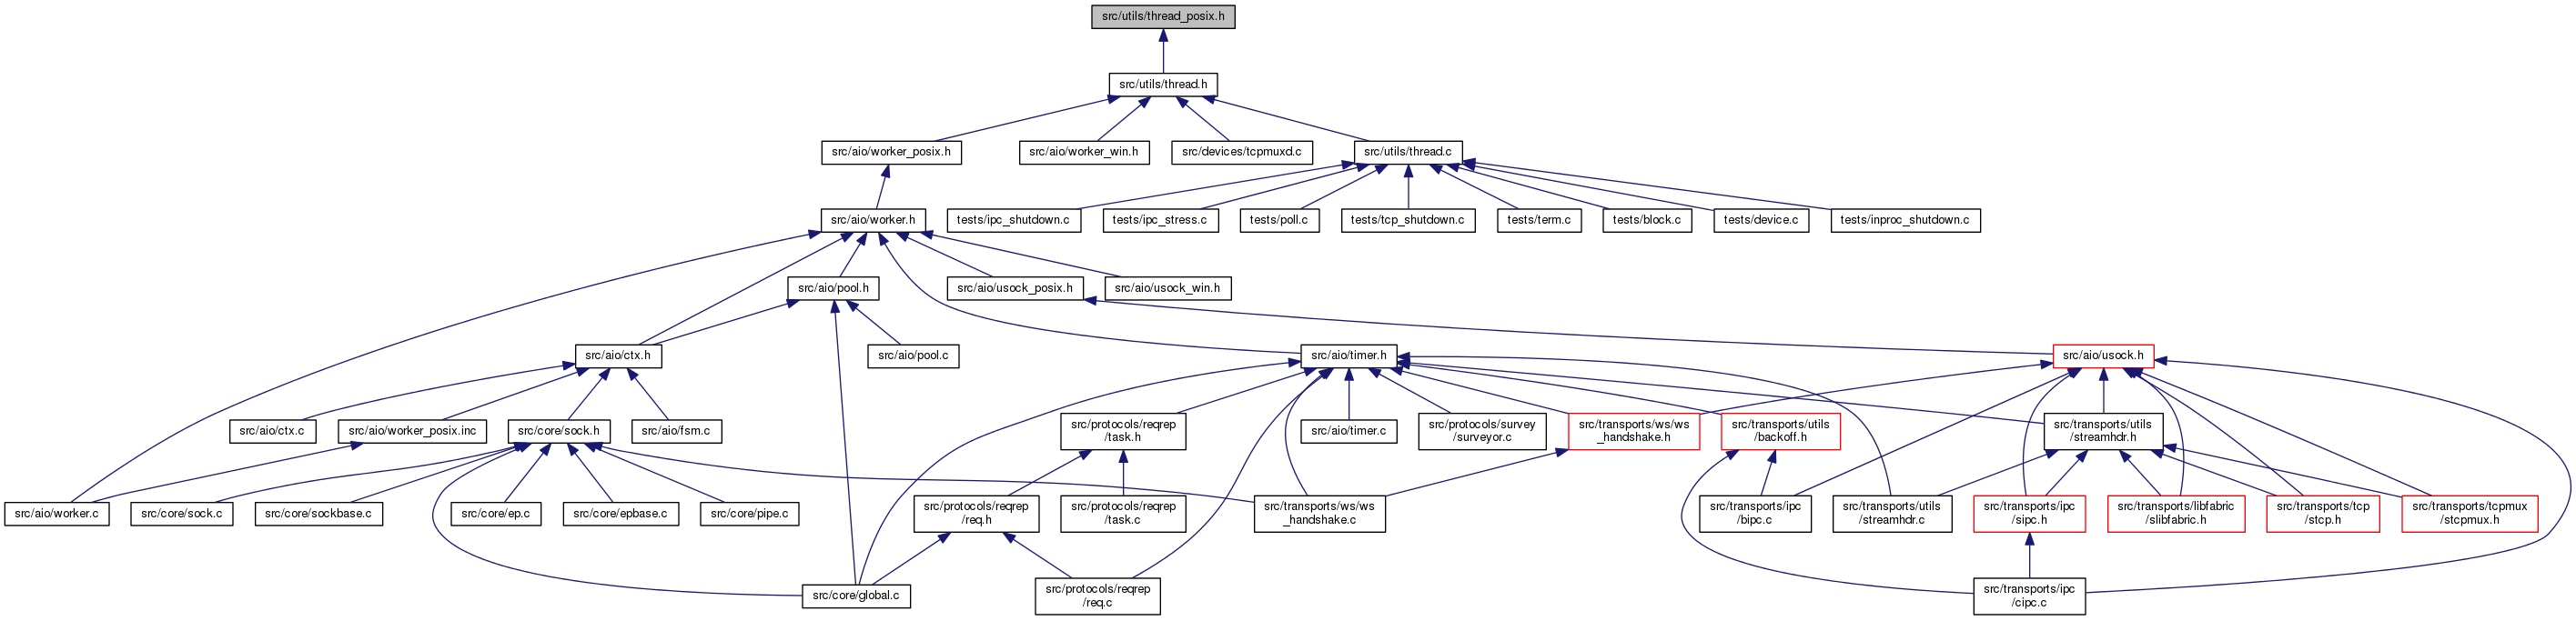 src/utils/thread_posix.h
src/utils/thread.h
src/aio/worker_posix.h
src/aio/worker_win.h
src/devices/tcpmuxd.c
src/utils/thread.c
src/aio/worker.h
tests/ipc_shutdown.c
tests/ipc_stress.c
tests/poll.c
tests/tcp_shutdown.c
tests/term.c
tests/block.c
tests/device.c
tests/inproc_shutdown.c
src/aio/pool.h
src/aio/usock_posix.h
src/aio/usock_win.h
src/aio/ctx.h
src/aio/pool.c
src/aio/timer.h
src/aio/usock.h
src/aio/ctx.c
src/aio/worker_posix.inc
src/core/sock.h
src/aio/fsm.c
src/protocols/reqrep
/task.h
src/aio/timer.c
src/protocols/survey
/surveyor.c
src/transports/ws/ws
_handshake.h
src/transports/utils
/backoff.h
src/transports/utils
/streamhdr.h
src/aio/worker.c
src/core/sock.c
src/core/sockbase.c
src/core/ep.c
src/core/epbase.c
src/core/pipe.c
src/protocols/reqrep
/req.h
src/protocols/reqrep
/task.c
src/transports/ws/ws
_handshake.c
src/transports/ipc
/bipc.c
src/transports/utils
/streamhdr.c
src/transports/ipc
/sipc.h
src/transports/libfabric
/slibfabric.h
src/transports/tcp
/stcp.h
src/transports/tcpmux
/stcpmux.h
src/core/global.c
src/protocols/reqrep
/req.c
src/transports/ipc
/cipc.c